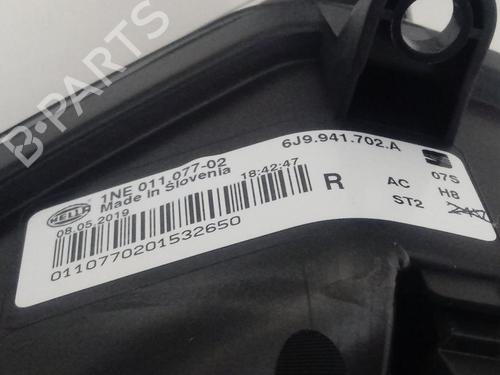 B-PARTS
HELLA
1NE 011.077-02
Made in Slovenia
08.05.2019
18:42:47
0110770201532650
6J9.941.702.A
R
AC
ST2
07S
H8